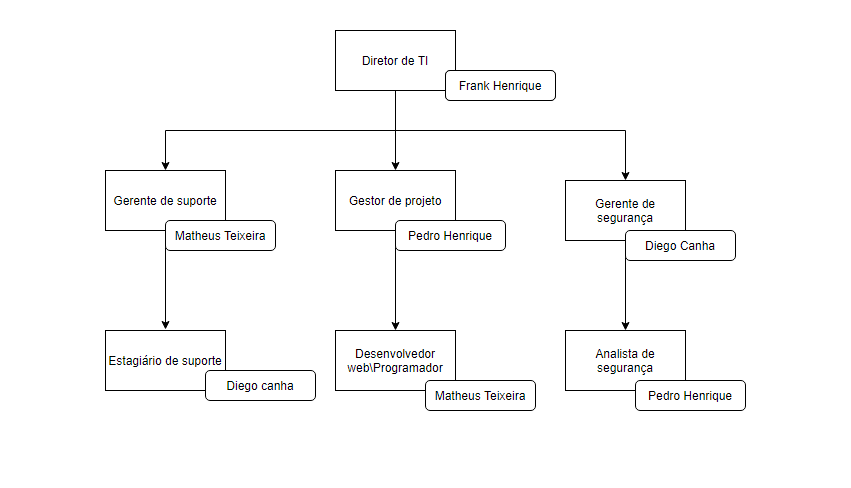 Diretor de TI
Frank Henrique
Gerente de suporte
Matheus Teixeira
Gestor de projeto
Pedro Henrique
Gerente de
segurança
Diego Canha
Estagiário de suporte
Diego canha
Desenvolvedor
web\Programador
Matheus Teixeira
Analista de
segurança
Pedro Henrique